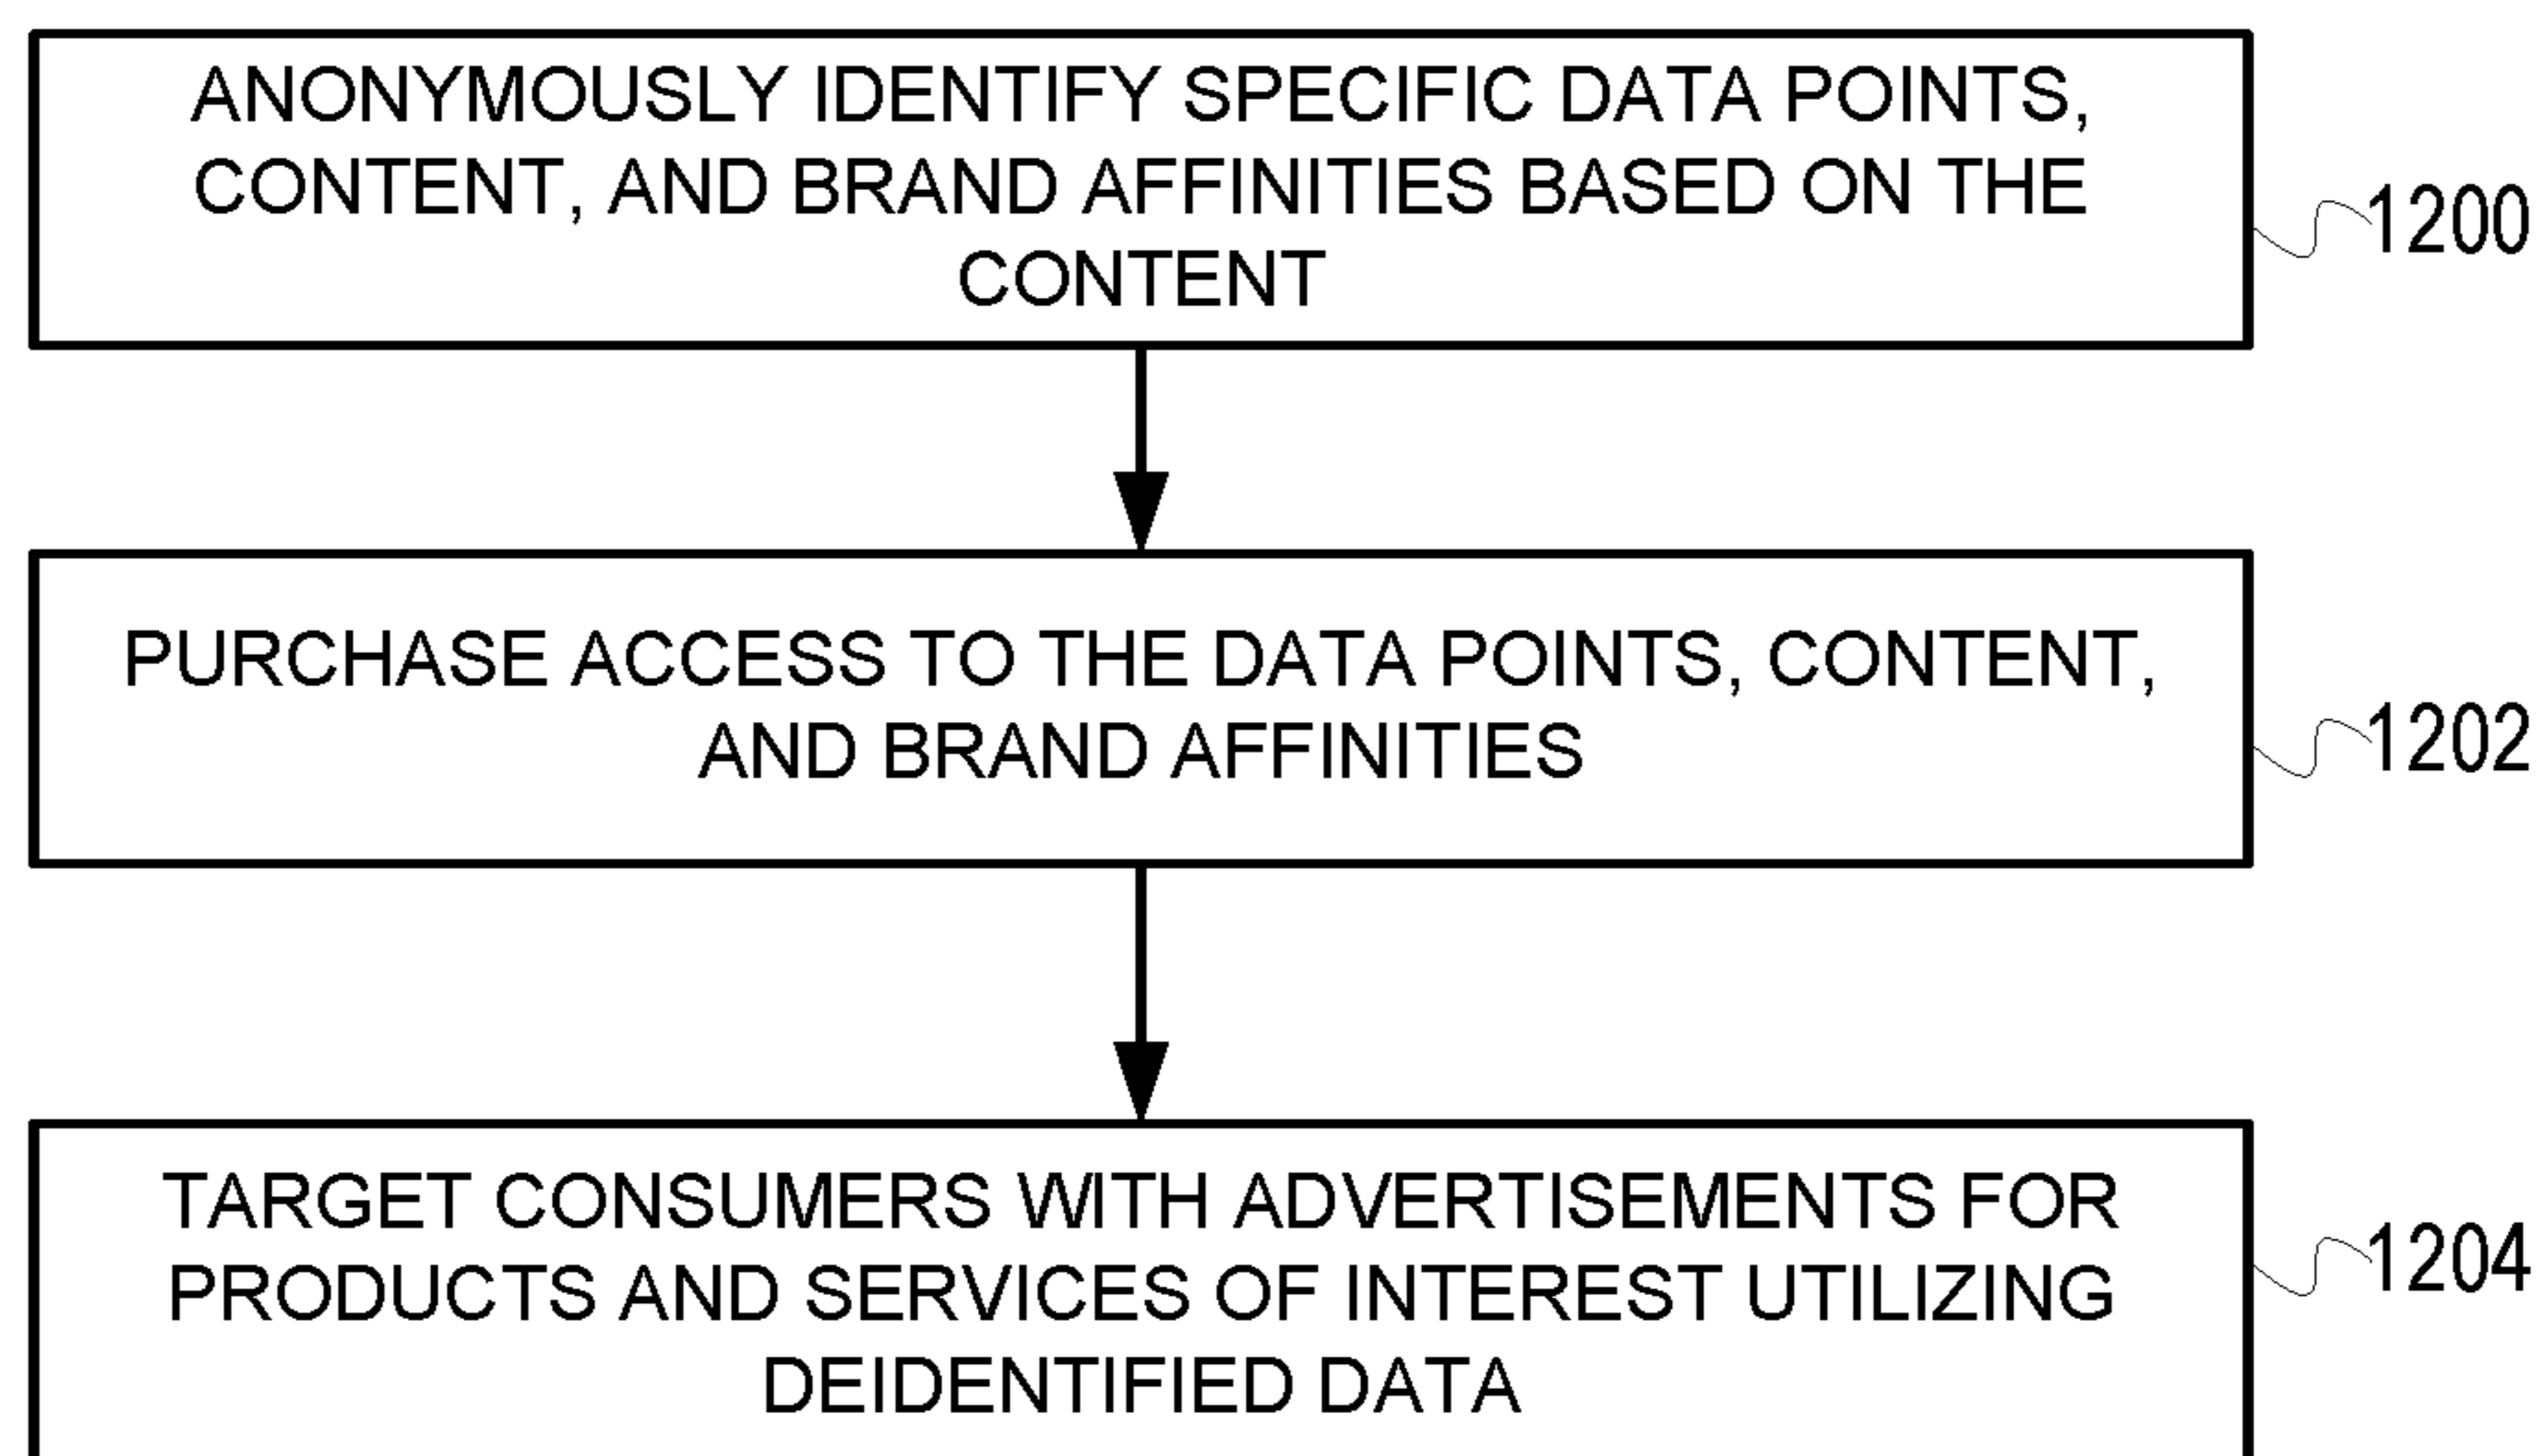 ANONYMOUSLY IDENTIFY SPECIFIC DATA POINTS,
CONTENT, AND BRAND AFFINITIES BASED ON THE
CONTENT
1200
PURCHASE ACCESS TO THE DATA POINTS, CONTENT,
AND BRAND AFFINITIES
1202
TARGET CONSUMERS WITH ADVERTISEMENTS FOR
PRODUCTS AND SERVICES OF INTEREST UTILIZING
DEIDENTIFIED DATA
1204